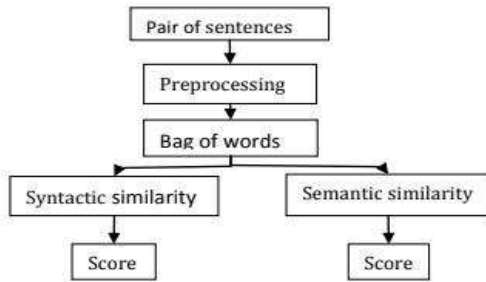 Pair of sentences
Preprocessing
Bag of words
Syntactic similarity
Semantic similarity
Score
Score